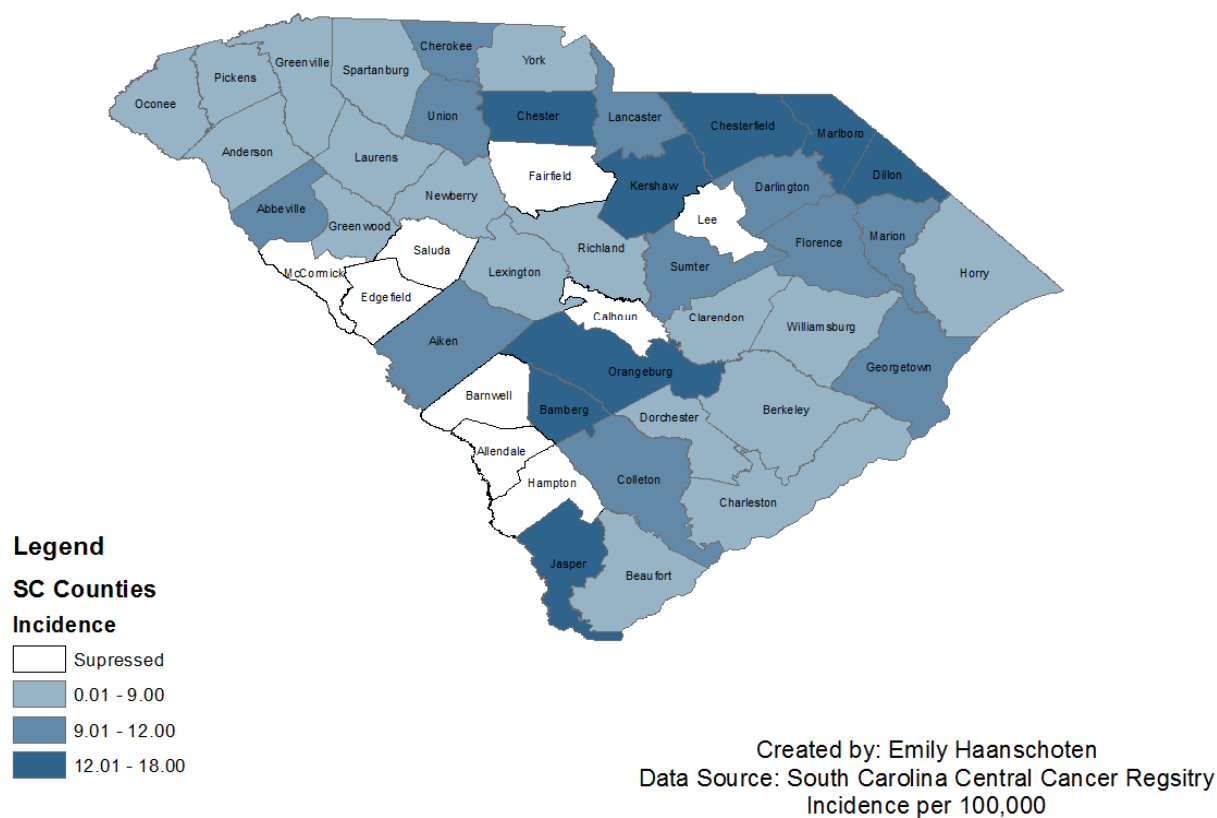 Cherokee
York
Greenville
Spartanburg
Pickens
Oconee
Union
Chester
Lancaster
Chesterfield
Marlboro
Anderson
Laurens
Fairfield
Kershaw
Darlington
Dillon
Newberry
Abbeville
Greenwood
Lee
Saluda
Richland
Florence
Marion
McCormick
Lexington
Sumter
Horry
Edgefield
Calhoun
Clarendon
Williamsburg
Aiken
Orangeburg
Georgetown
Barnwell
Bamberg
Dorchester
Berkeley
Allendale
Hampton
Colleton
Charleston
Jasper
Beaufort
Legend
SC Counties
Incidence
Supressed
0.01 - 9.00
9.01 - 12.00
12.01 - 18.00
Created by: Emily Haanschoten
Data Source: South Carolina Central Cancer Regsitry
Incidence per 100,000